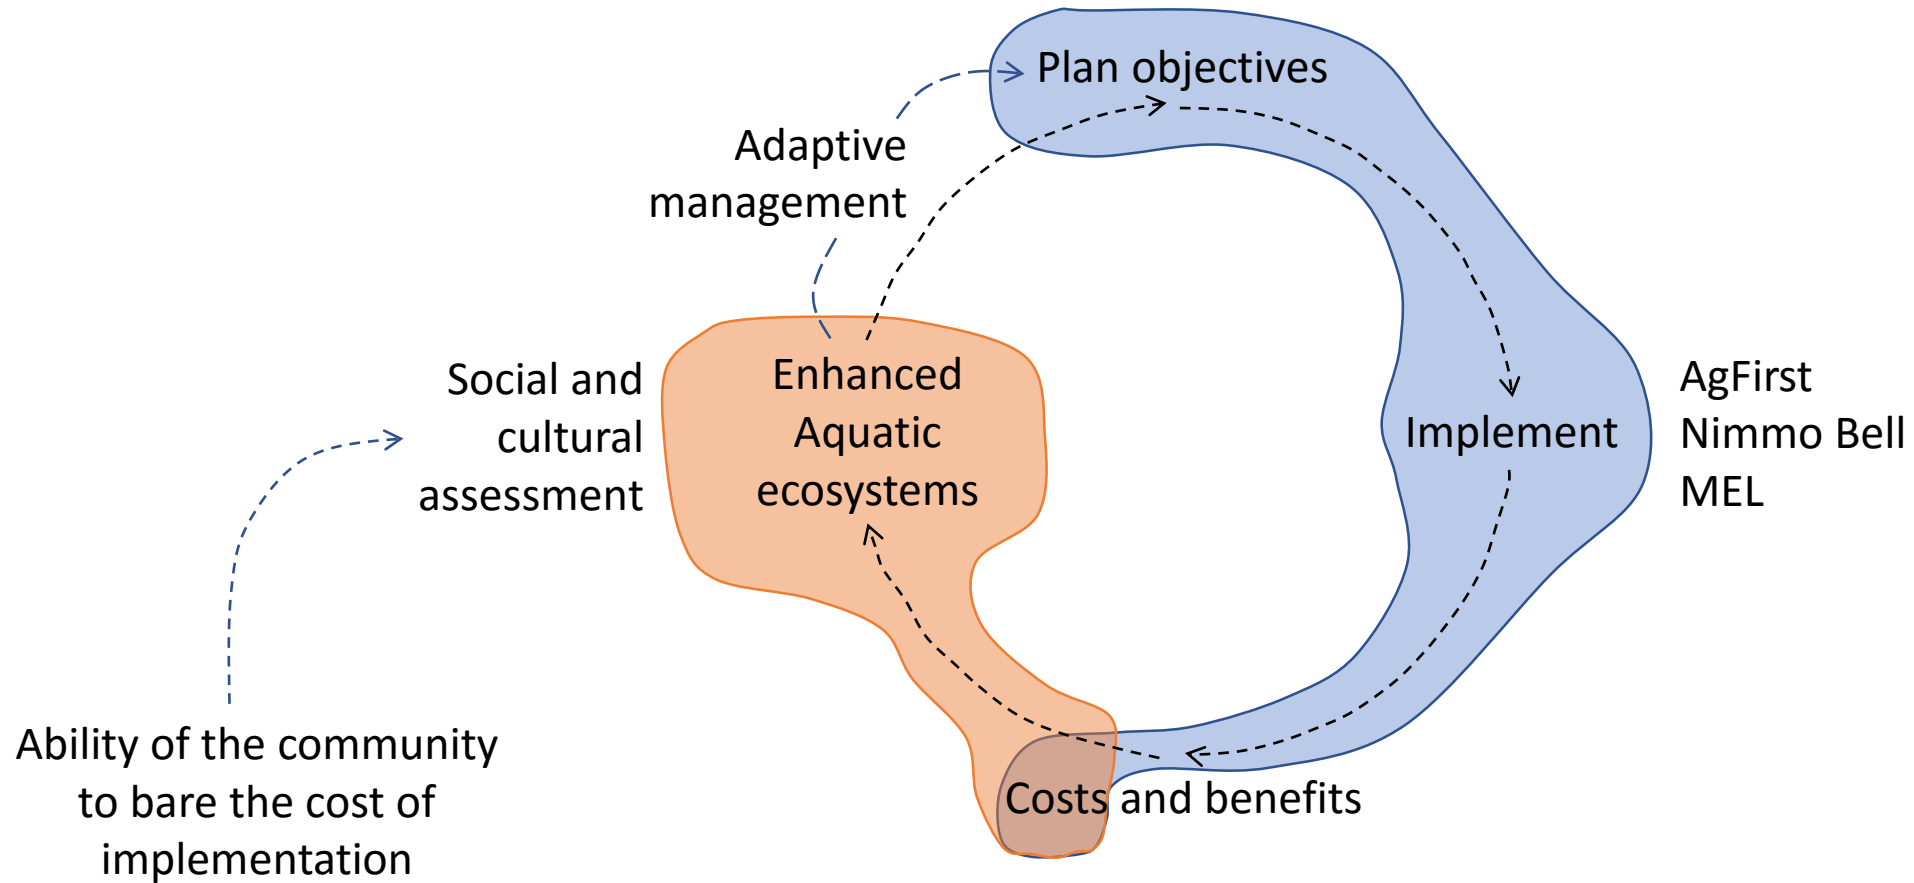 Plan objectives
Adaptive
management
Social and
cultural
assessment
Enhanced
Aquatic
ecosystems
Implement
AgFirst
Nimmo Bell
MEL
Ability of the community
to bare the cost of
implementation
Costs and benefits